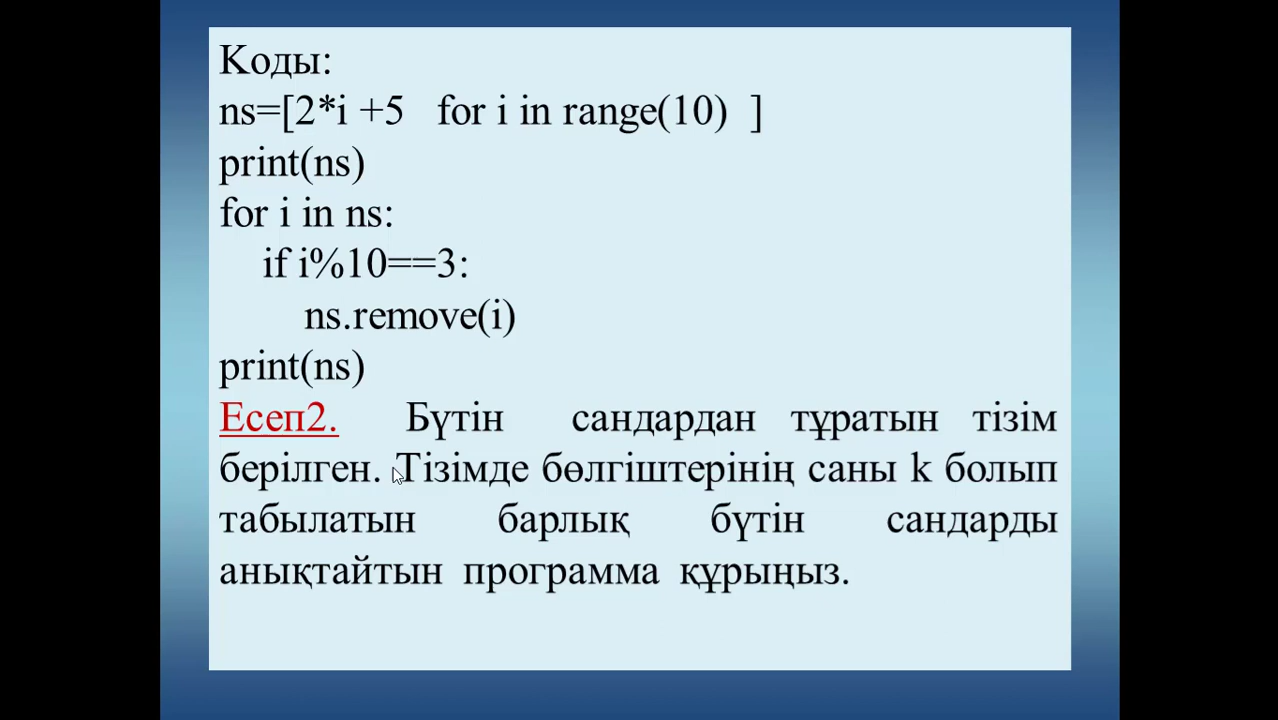 Коды:
ns=[2*i +5 for i in range(10) ]
print(ns)
for i in ns:
if i%10==3:
ns.remove(i)
print(ns)
Есеп2. Бүтін сандардан тұратын тізім
берілген. Тізімде бөлгіштерінің саны k болып
табылатын барлық бүтін сандарды
анықтайтын программа құрыңыз.